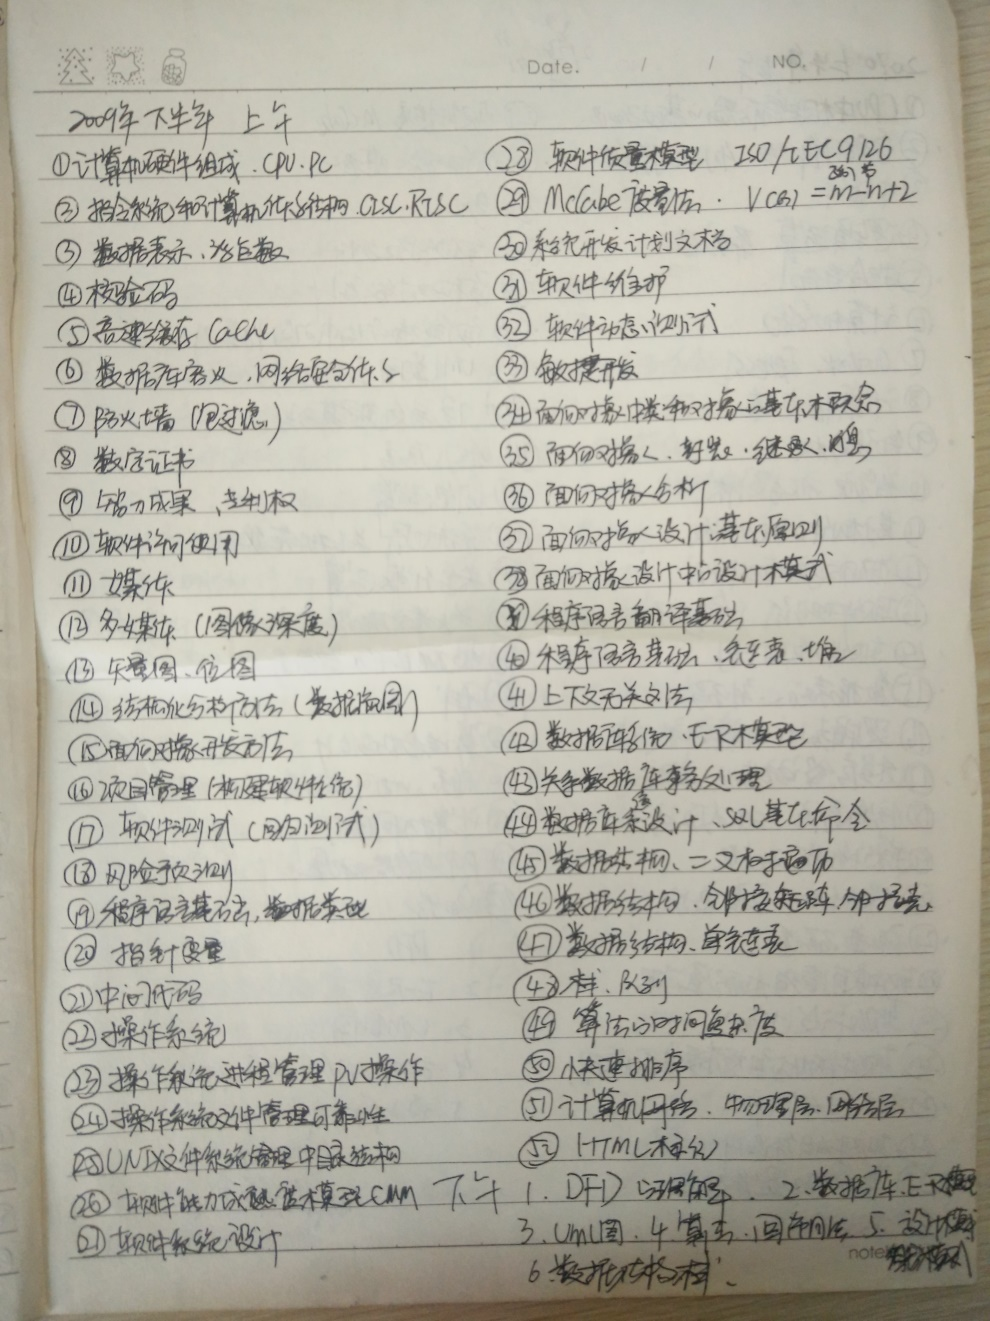 Date. / / NO.
2009年下半年 上午
①计算机硬件组成、CPU、PC
②指令系统和计算机体系结构、CISC、RISC
③数据表示、浮点数
④校验码
⑤高速缓存 Cache
⑥数据库定义、网络安全体系
⑦防火墙(包过滤)
⑧数字证书
⑨智力成果、专利权
⑩软件许可使用
⑪媒体
⑫多媒体(图像深度)
⑬矢量图、位图
⑭结构化分析方法(数据流图)
⑮面向对象开发方法
⑯项目管理(构建软件性能)
⑰软件测试(回归测试)
⑱风险预测
⑲程序语言基础、数据类型
⑳指针变量
㉑中间代码
㉒操作系统
㉓操作系统进程管理PV操作
㉔操作系统文件管理可靠性
㉕UNIX文件系统管理中目录结构
㉖软件能力成熟度模型CMM
㉗软件系统设计
㉘软件质量模型 ISO/IEC9126
㉙McCabe度量法. V(G)=m-n+2
㉚系统开发计划文档
㉛软件维护
㉜软件动态测试
㉝敏捷开发
㉞面向对象中类和对象的基本概念
㉟面向对象、封装、继承、消息
㊱面向对象分析
㊲面向对象设计基本原则
㊳面向对象设计中的设计模式
㊴程序语言翻译基础
㊵程序语言基础、链表、堆
㊶上下文无关文法
㊷数据库 、E-R模型
㊸关系数据库事务处理
㊹数据库系统设计、SQL基本命令
㊺数据结构、二叉树遍历
㊻数据结构、邻接矩阵、邻接表
㊼数据结构、单链表
㊽栈、队列
㊾算法的时间复杂度
㊿快速排序
(51)计算机网络、物理层、网络层
(52)HTML标记
下午 1. DFD 的理解. 2.数据库、E-R模型
3. UML图. 4.算法、回溯法 5. 设计模式
note
6.数据结构栈.